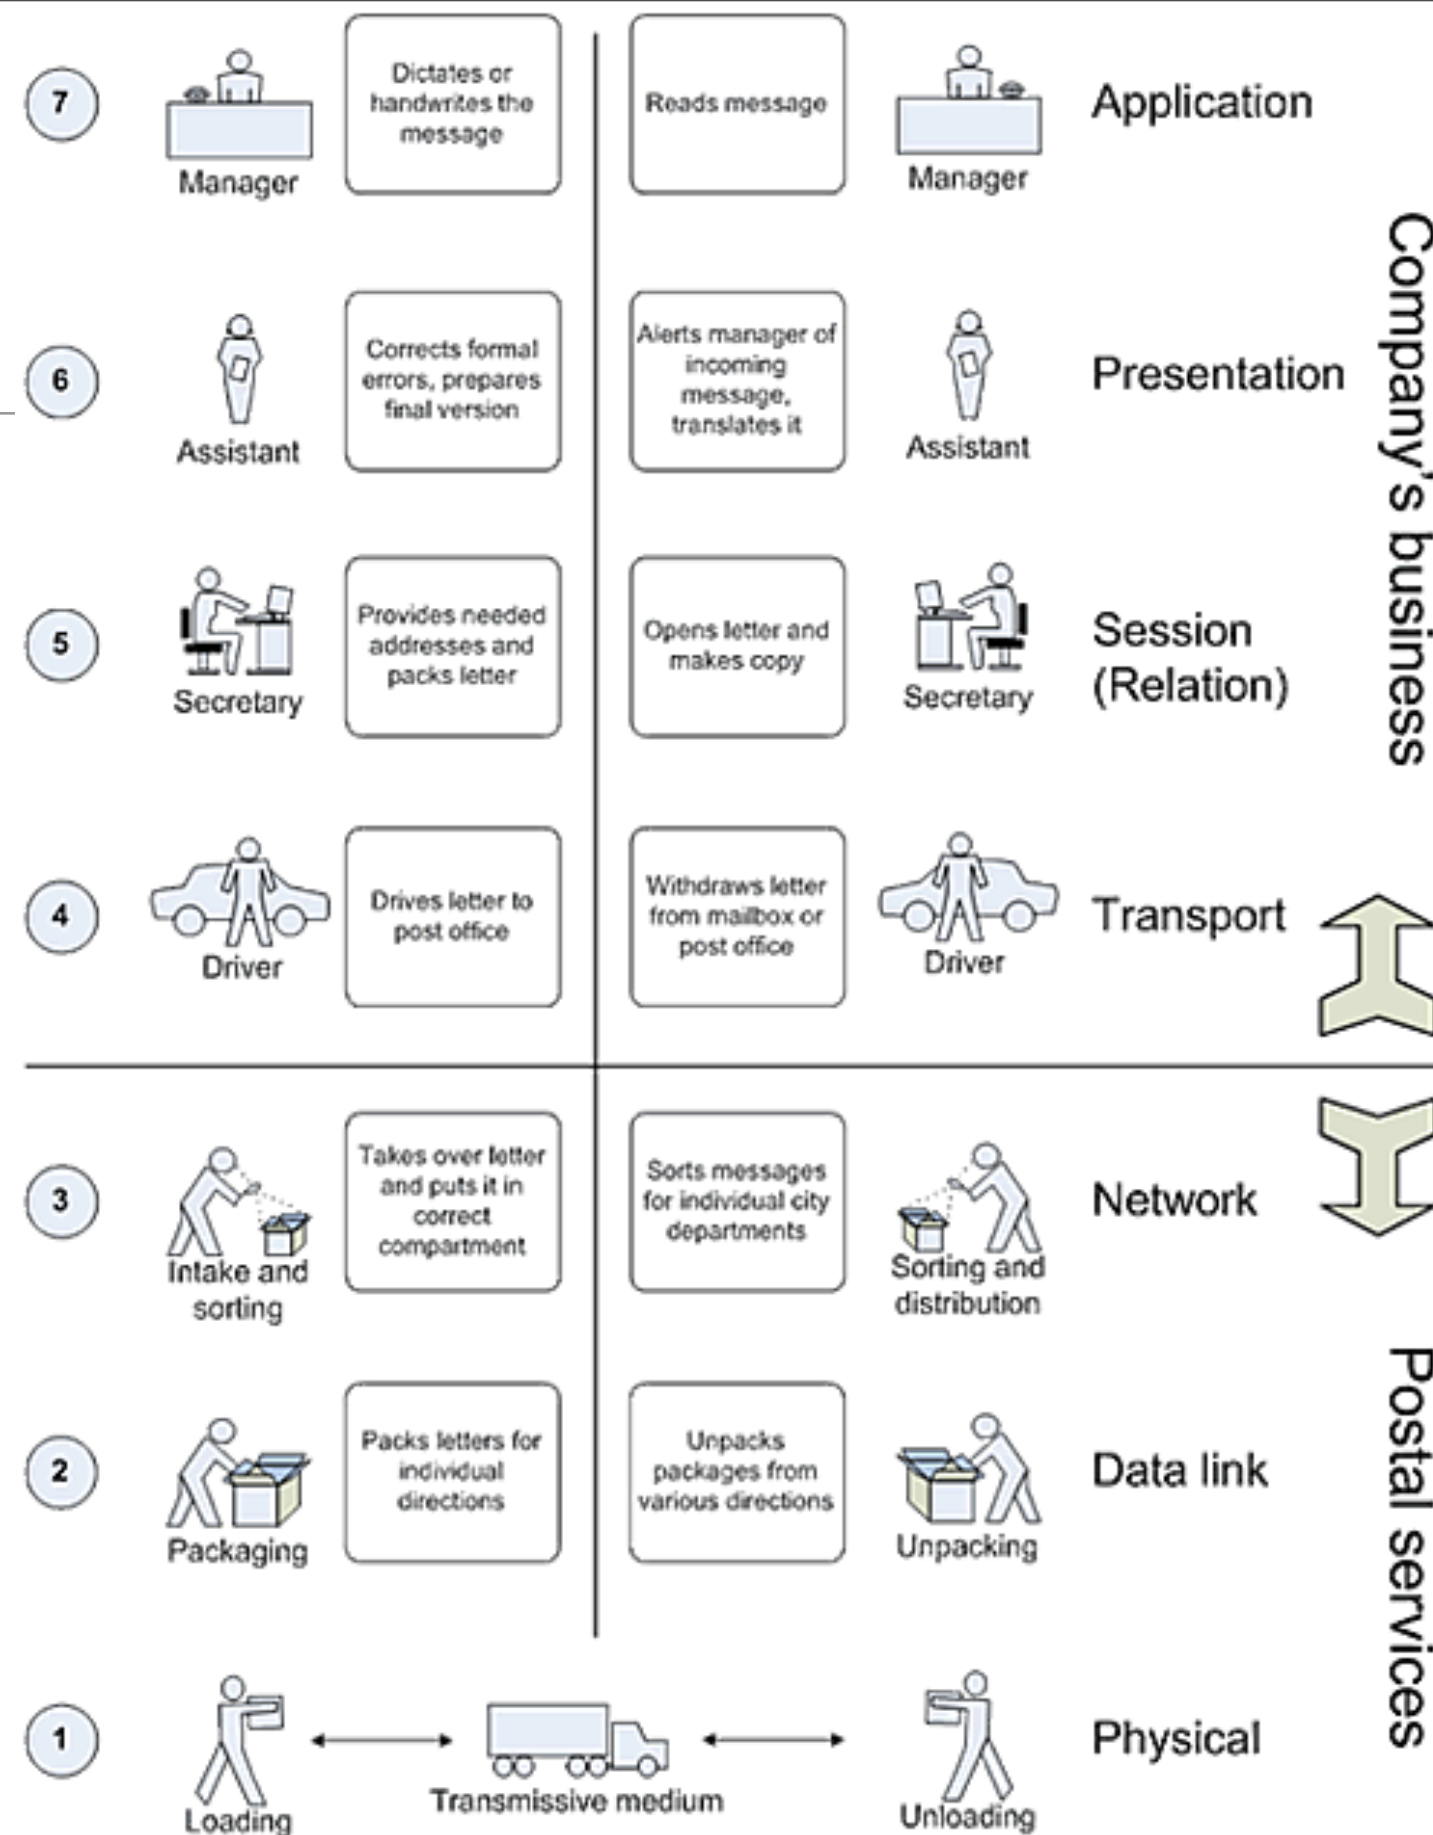 7
Manager
Dictates or
handwrites the
message
Reads message
Manager
Application
6
Assistant
Corrects formal
errors, prepares
final version
Alerts manager of
incoming
message,
translates it
Assistant
Presentation
5
Secretary
Provides needed
addresses and
packs letter
Opens letter and
makes copy
Secretary
Session
(Relation)
Company's business
4
Driver
Drives letter to
post office
Withdraws letter
from mailbox or
post office
Driver
Transport
3
Intake and
sorting
Takes over letter
and puts it in
correct
compartment
Sorts messages
for individual city
departments
Sorting and
distribution
Network
2
Packaging
Packs letters for
individual
directions
Unpacks
packages from
various directions
Unpacking
Data link
Postal services
1
Loading
Transmissive medium
Unloading
Physical